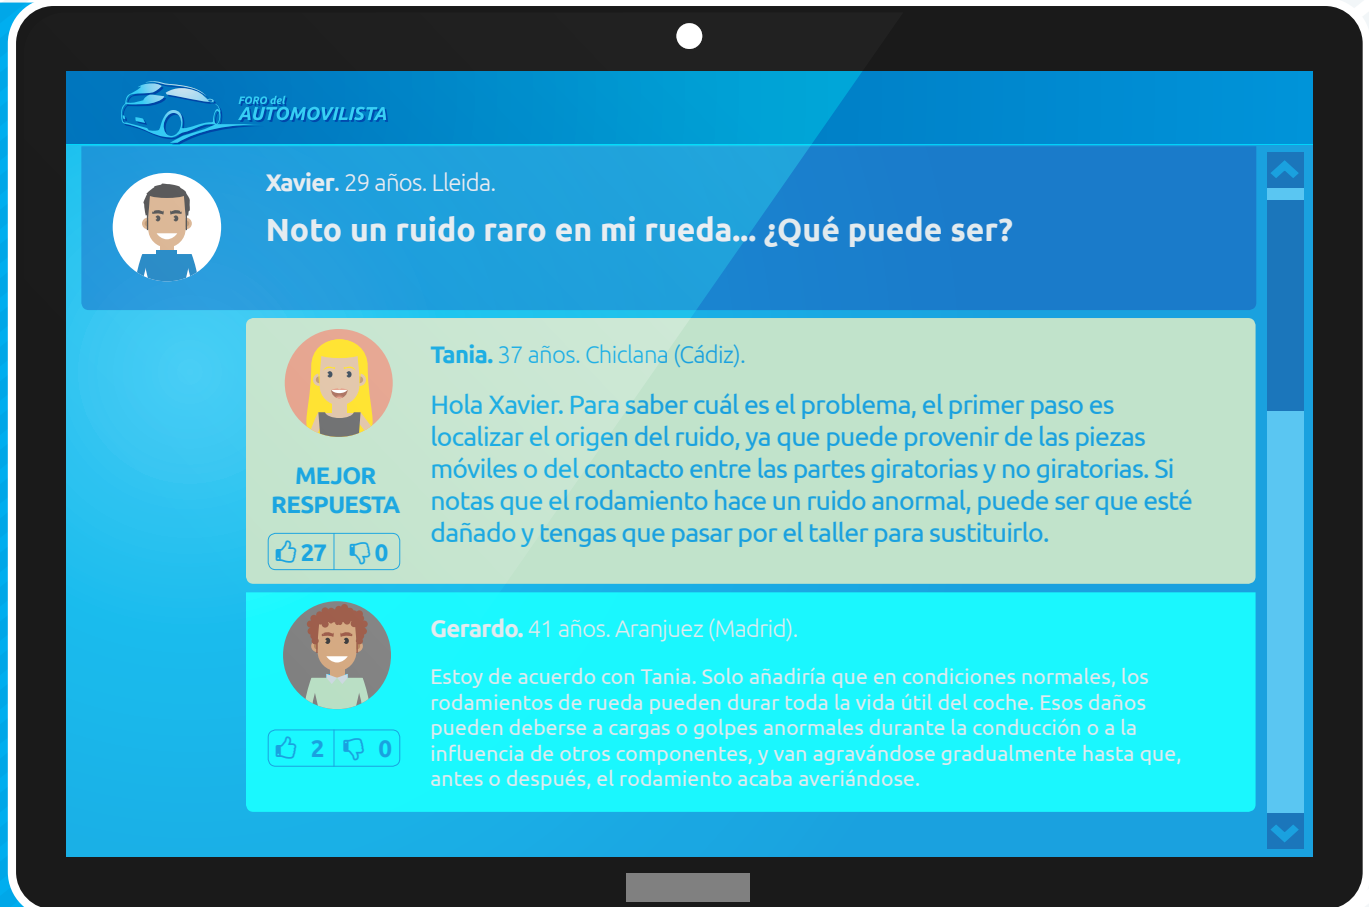 FORO del
AUTOMOVILISTA
Xavier. 29 años. Lleida.
Noto un ruido raro en mi rueda... ¿Qué puede ser?
Tania. 37 años. Chiclana (Cádiz).
Hola Xavier. Para saber cuál es el problema, el primer paso es
localizar el origen del ruido, ya que puede provenir de las piezas
móviles o del contacto entre las partes giratorias y no giratorias. Si
notas que el rodamiento hace un ruido anormal, puede ser que esté
dañado y tengas que pasar por el taller para sustituirlo.
MEJOR
RESPUESTA
27 0
Gerardo. 41 años. Aranjuez (Madrid).
Estoy de acuerdo con Tania. Solo añadiría que en condiciones normales, los
rodamientos de rueda pueden durar toda la vida útil del coche. Esos daños
pueden deberse a cargas o golpes anormales durante la conducción o a la
influencia de otros componentes, y van agravándose gradualmente hasta que,
antes o después, el rodamiento acaba averiándose.
2 0